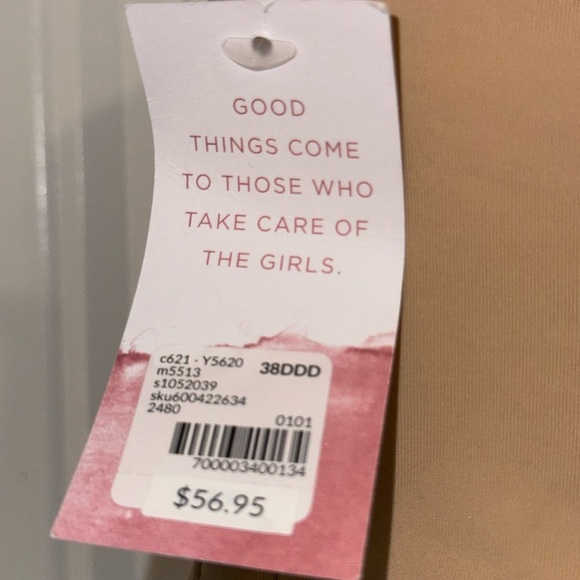 GOOD
THINGS COME
TO THOSE WHO
TAKE CARE OF
THE GIRLS.
c621 - Y5620
m5513
38DDD
s1052039
sku600422634
2480
0101
700003400134
$56.95